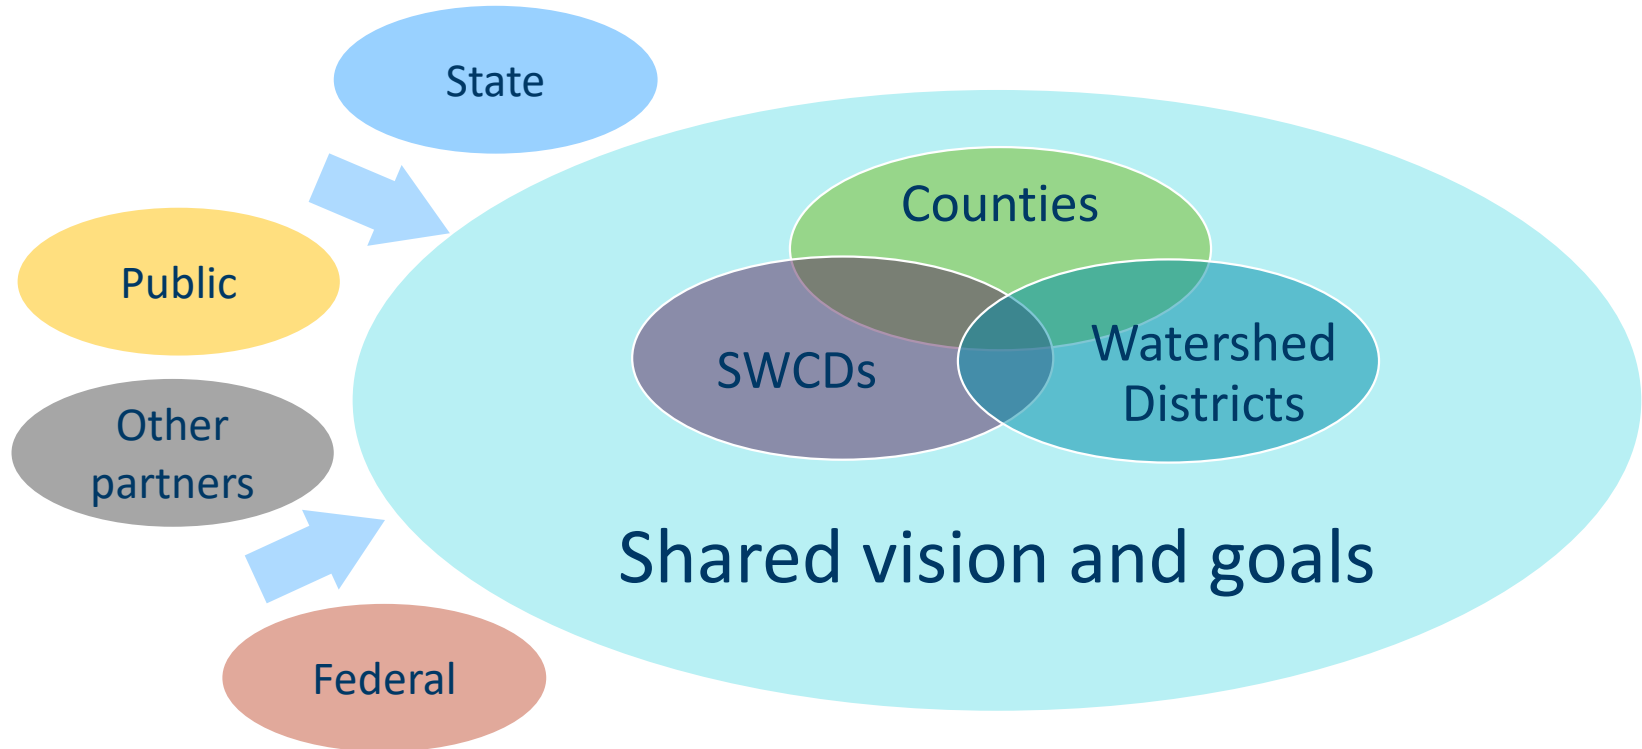 State
Public
Other
partners
Federal
Counties
SWCDs
Watershed
Districts
Shared vision and goals